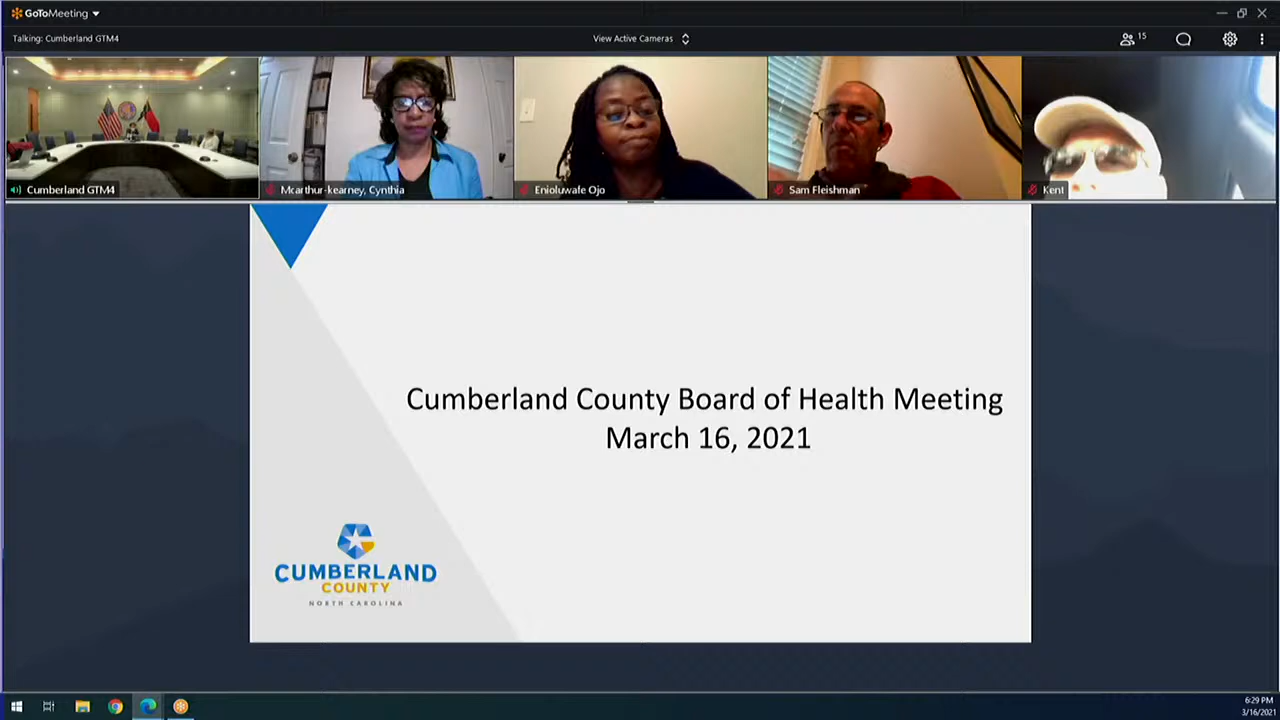 GoToMeeting
Talking: Cumberland GTM4
View Active Cameras
15
Cumberland GTM4
Mcarthur-kearney, Cynthia
Enioluwafe Ojo
Sam Fleishman
Kent
Cumberland County Board of Health Meeting
March 16, 2021
CUMBERLAND
COUNTY
NORTH CAROLINA
6:29 PM
3/16/2021